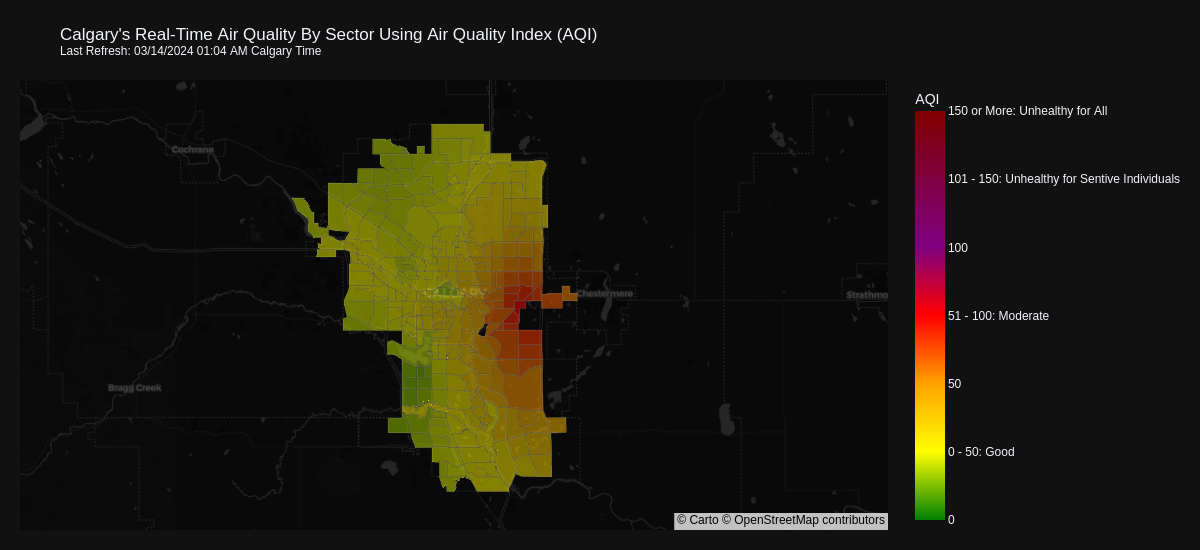 Calgary's Real-Time Air Quality By Sector Using Air Quality Index (AQI)
Last Refresh: 03/14/2024 01:04 AM Calgary Time
AQI
150 or More: Unhealthy for All
Cochrane
101 - 150: Unhealthy for Sentive Individuals
100
Chestermere
Strathmo
51 - 100: Moderate
50
Bragg Creek
0 - 50: Good
0
© Carto © OpenStreetMap contributors